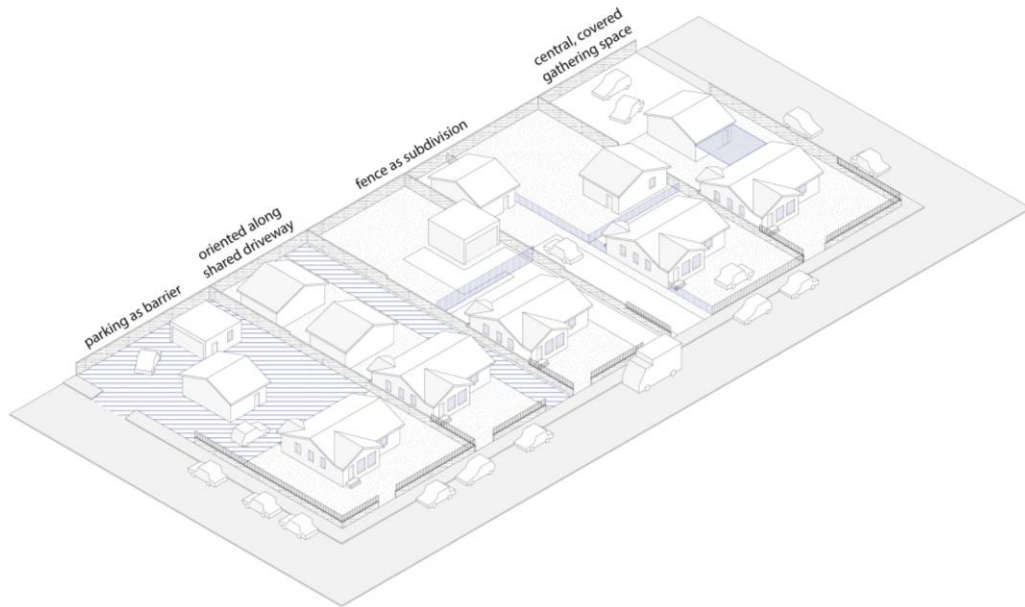 central, covered
gathering space
fence as subdivision
oriented along
shared driveway
parking as barrier